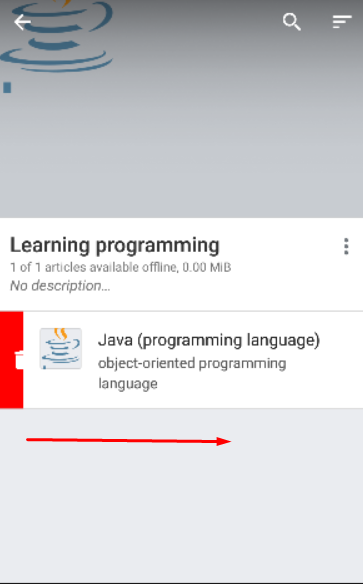 Learning programming
1 of 1 articles available offline, 0.00 MiB
No description...
Java (programming language)
object-oriented programming
language